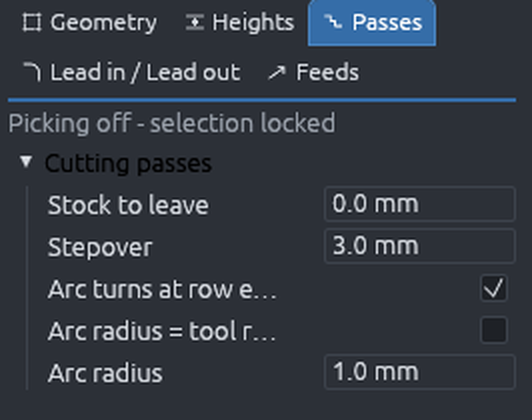 Geometry Heights Passes
Lead in / Lead out Feeds
Picking off - selection locked
Cutting passes
Stock to leave 0.0 mm
Stepover 3.0 mm
Arc turns at row e...
Arc radius = tool r...
Arc radius 1.0 mm